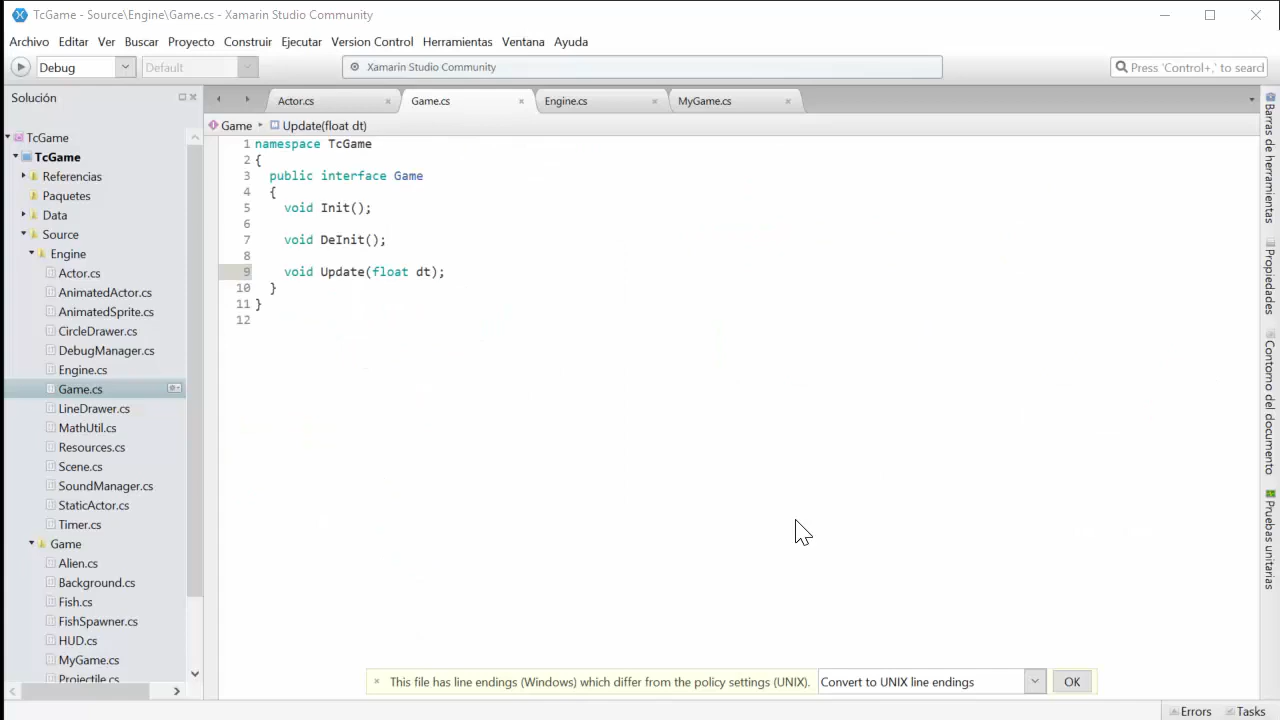 TcGame - Source\Engine\Game.cs - Xamarin Studio Community
Archivo Editar Ver Buscar Proyecto Construir Ejecutar Version Control Herramientas Ventana Ayuda
Debug Default Xamarin Studio Community Press 'Control+,' to search
Solución
Actor.cs Game.cs Engine.cs MyGame.cs
Game Update(float dt)
TcGame
TcGame
Referencias
Paquetes
Data
Source
Engine
Actor.cs
AnimatedActor.cs
AnimatedSprite.cs
CircleDrawer.cs
DebugManager.cs
Engine.cs
Game.cs
LineDrawer.cs
MathUtil.cs
Resources.cs
Scene.cs
SoundManager.cs
StaticActor.cs
Timer.cs
Game
Alien.cs
Background.cs
Fish.cs
FishSpawner.cs
HUD.cs
MyGame.cs
Projectile.cs
1 namespace TcGame
2 {
3 public interface Game
4 {
5 void Init();
6
7 void DeInit();
8
9 void Update(float dt);
10 }
11 }
12
Barras de herramientas
Propiedades
Contorno del documento
Pruebas unitarias
This file has line endings (Windows) which differ from the policy settings (UNIX). Convert to UNIX line endings OK
Errors Tasks